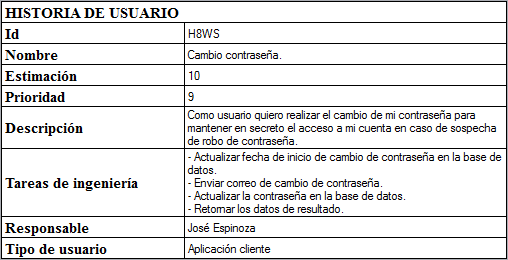 HISTORIA DE USUARIO
Id H8WS
Nombre Cambio contraseña.
Estimación 10
Prioridad 9
Descripción Como usuario quiero realizar el cambio de mi contraseña para
mantener en secreto el acceso a mi cuenta en caso de sospecha
de robo de contraseña.
Tareas de ingeniería - Actualizar fecha de inicio de cambio de contraseña en la base de
datos.
- Enviar correo de cambio de contraseña.
- Actualizar la contraseña en la base de datos.
- Retornar los datos de resultado.
Responsable José Espinoza
Tipo de usuario Aplicación cliente